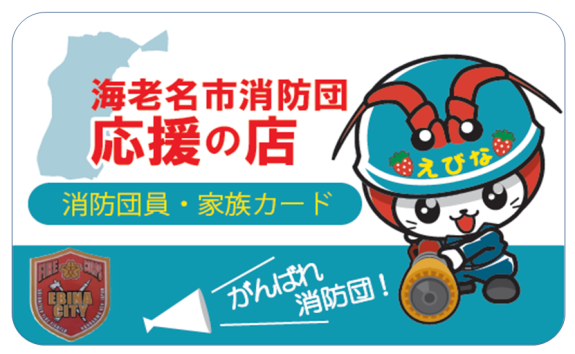 海老名市消防団
応援の店
えびな
消防団員・家族カード
FIRE CORPS
EBINA
CITY
がんばれ
消防団！